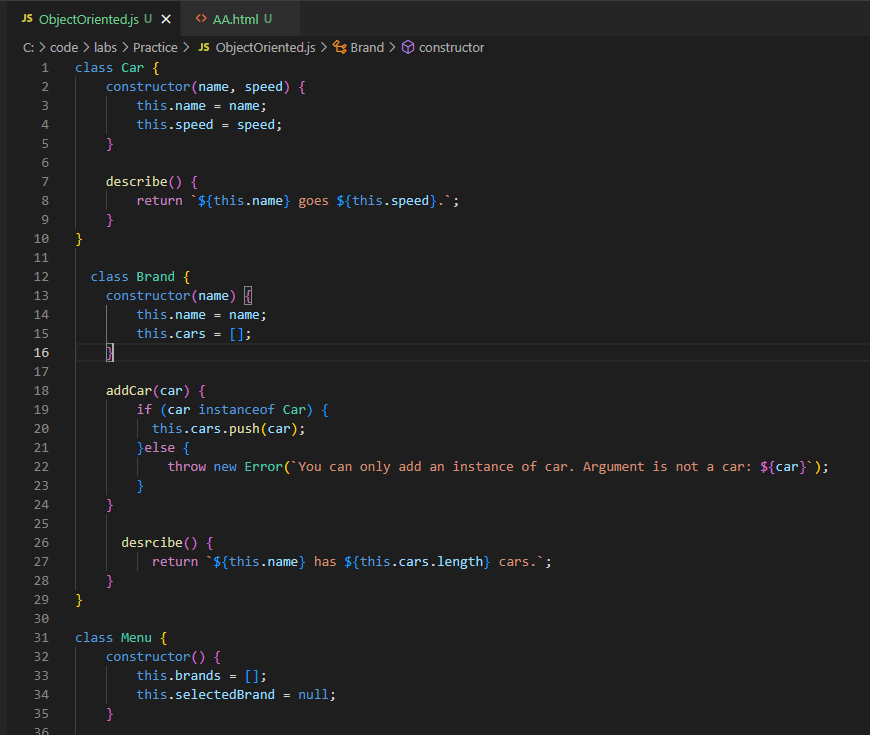 JS ObjectOriented.js U × <> AA.html U
C: > code > labs > Practice > JS ObjectOriented.js > Brand > constructor
1 class Car {
2     constructor(name, speed) {
3         this.name = name;
4         this.speed = speed;
5     }
6
7     describe() {
8         return `${this.name} goes ${this.speed}.`;
9     }
10 }
11
12   class Brand {
13     constructor(name) {
14         this.name = name;
15         this.cars = [];
16     }
17
18     addCar(car) {
19         if (car instanceof Car) {
20           this.cars.push(car);
21         }else {
22             throw new Error(`You can only add an instance of car. Argument is not a car: ${car}`);
23         }
24     }
25
26       desrcibe() {
27           return `${this.name} has ${this.cars.length} cars.`;
28     }
29 }
30
31 class Menu {
32     constructor() {
33         this.brands = [];
34         this.selectedBrand = null;
35     }
36